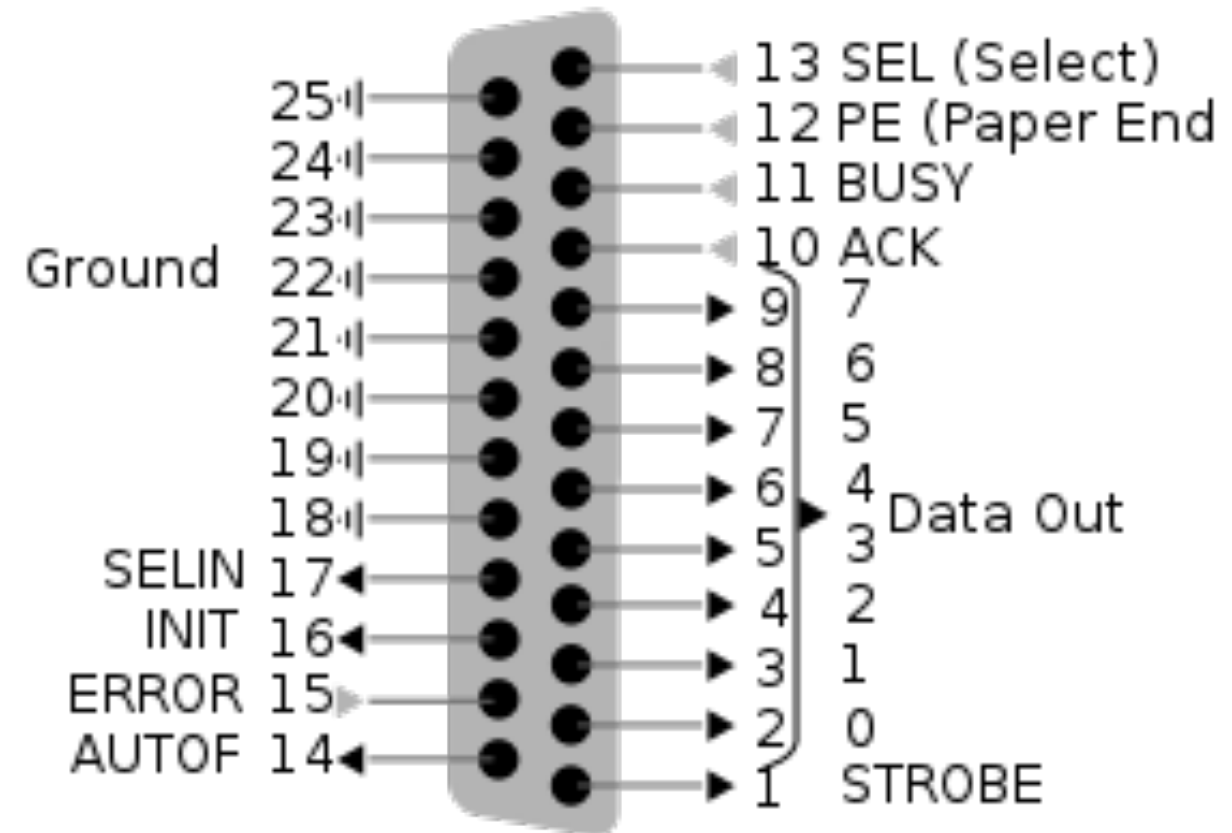 13 SEL (Select)
25
12 PE (Paper End
24
11 BUSY
23
10 ACK
Ground
22
9 7
21
8 6
20
7 5
19
6 4
Data Out
18
5 3
SELIN 17
4 2
INIT 16
3 1
ERROR 15
2 0
AUTOF 14
1 STROBE